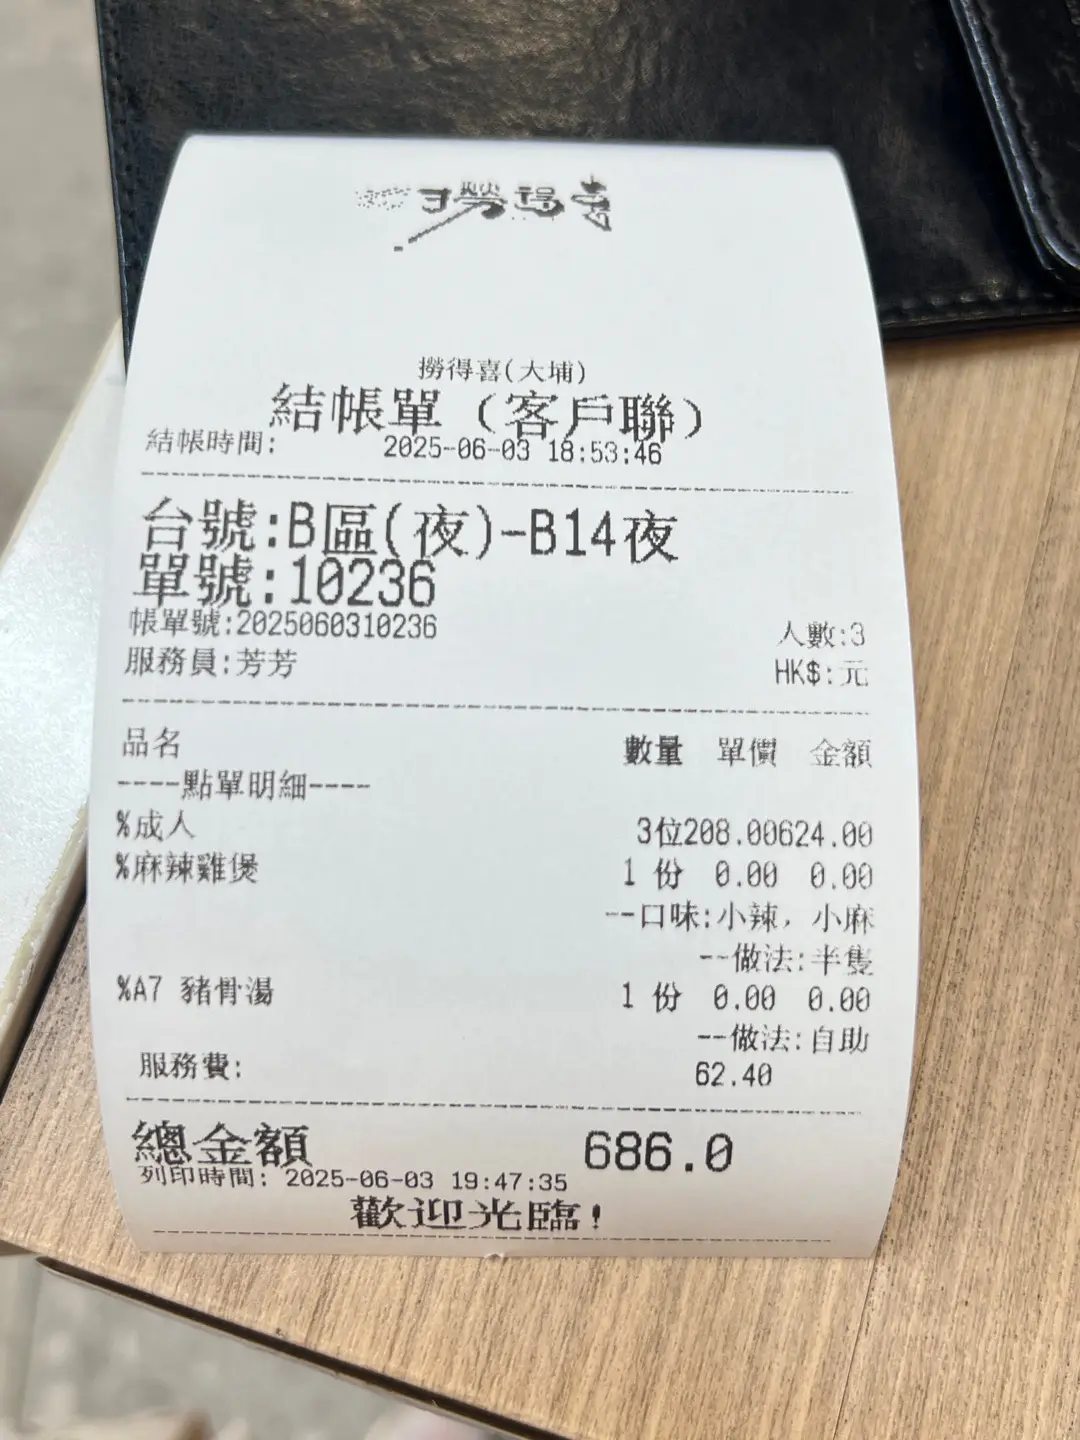 撈得喜
撈得喜(大埔)
結帳單（客戶聯）
結帳時間: 2025-06-03 18:53:46
台號:B區(夜)-B14夜
單號:10236
帳單號:2025060310236 人數:3
服務員:芳芳 HK$:元
品名 數量 單價 金額
----點單明細----
%成人 3位208.00624.00
%麻辣雞煲 1 份 0.00 0.00
--口味:小辣，小麻
--做法:半隻
%A7 豬骨湯 1 份 0.00 0.00
--做法:自助
服務費: 62.40
總金額 686.0
列印時間: 2025-06-03 19:47:35
歡迎光臨!